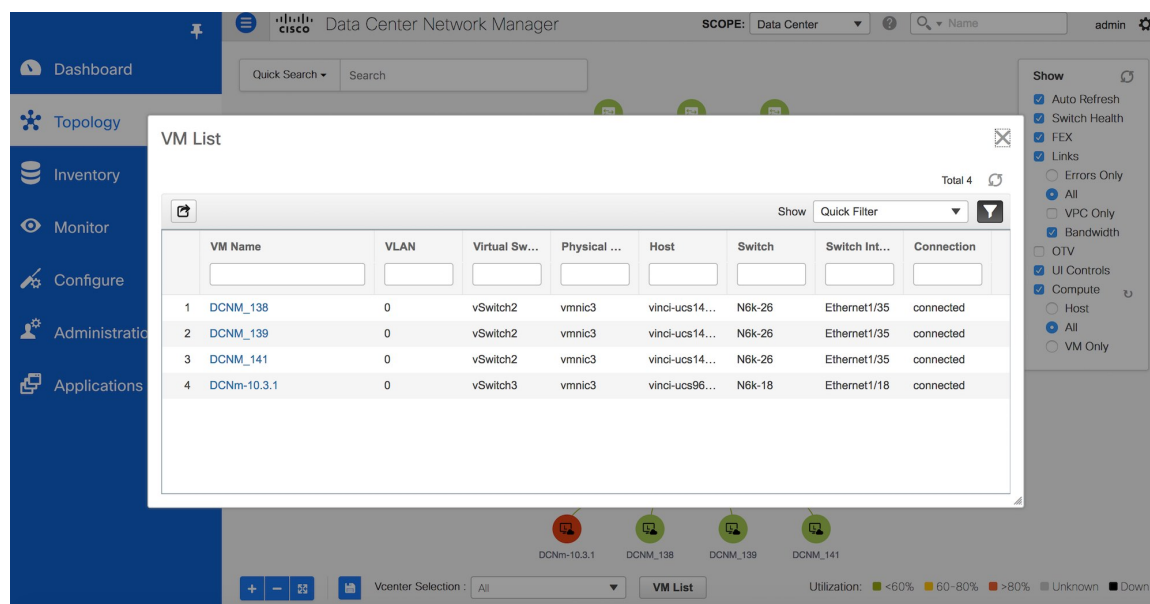 cisco Data Center Network Manager SCOPE: Data Center ? Name admin
Dashboard
Topology
Inventory
Monitor
Configure
Administratio
Applications
Quick Search Search
Show
Auto Refresh
Switch Health
FEX
Links
Errors Only
All
VPC Only
Bandwidth
OTV
UI Controls
Compute
Host
All
VM Only
VM List
Total 4
Show Quick Filter
VM Name VLAN Virtual Sw... Physical ... Host Switch Switch Int... Connection
1 DCNM_138 0 vSwitch2 vmnic3 vinci-ucs14... N6k-26 Ethernet1/35 connected
2 DCNM_139 0 vSwitch2 vmnic3 vinci-ucs14... N6k-26 Ethernet1/35 connected
3 DCNM_141 0 vSwitch2 vmnic3 vinci-ucs14... N6k-26 Ethernet1/35 connected
4 DCNm-10.3.1 0 vSwitch3 vmnic3 vinci-ucs96... N6k-18 Ethernet1/18 connected
DCNm-10.3.1 DCNM_138 DCNM_139 DCNM_141
+ − Vcenter Selection : All VM List Utilization: <60% 60-80% >80% Unknown Down